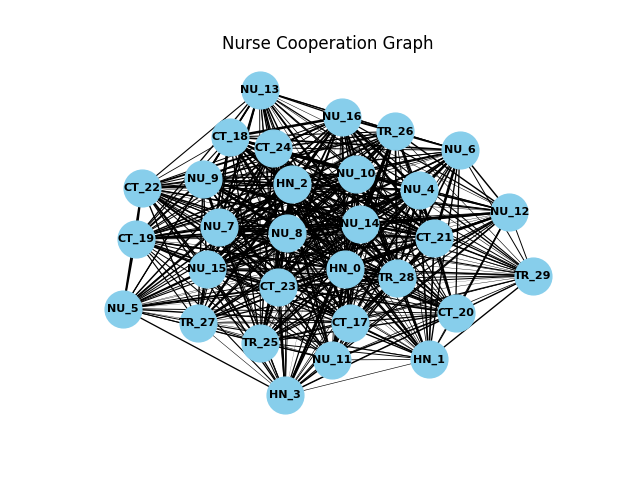 Nurse Cooperation Graph
NU_13
NU_16
TR_26
CT_18
CT_24
NU_6
NU_10
NU_9
HN_2
CT_22
NU_4
NU_12
NU_14
NU_7
NU_8
CT_19
CT_21
NU_15
HN_0
TR_29
TR_28
CT_23
NU_5
CT_20
TR_27
CT_17
TR_25
NU_11
HN_1
HN_3